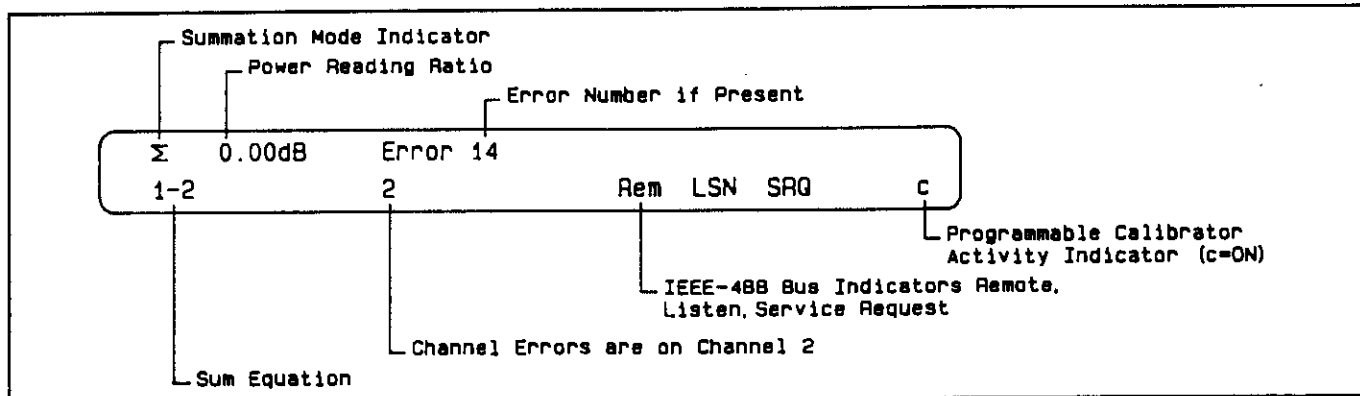 Summation Mode Indicator
Power Reading Ratio
Error Number if Present
Σ 0.00dB Error 14
1-2 2 Rem LSN SRQ c
Programmable Calibrator
Activity Indicator (c=ON)
IEEE-488 Bus Indicators Remote,
Listen, Service Request
Channel Errors are on Channel 2
Sum Equation